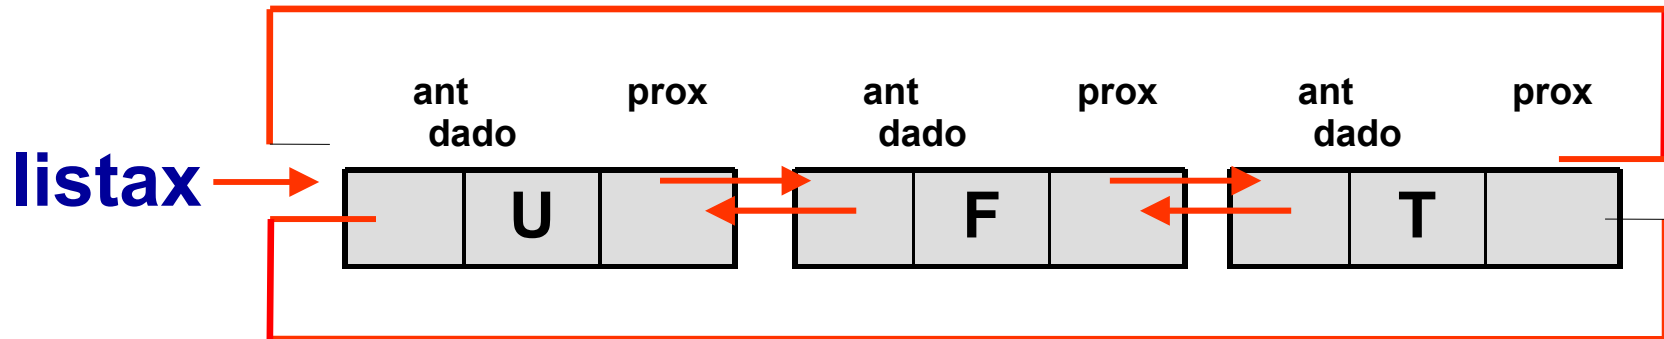 ant prox ant prox ant prox
dado dado dado
listax
U F T